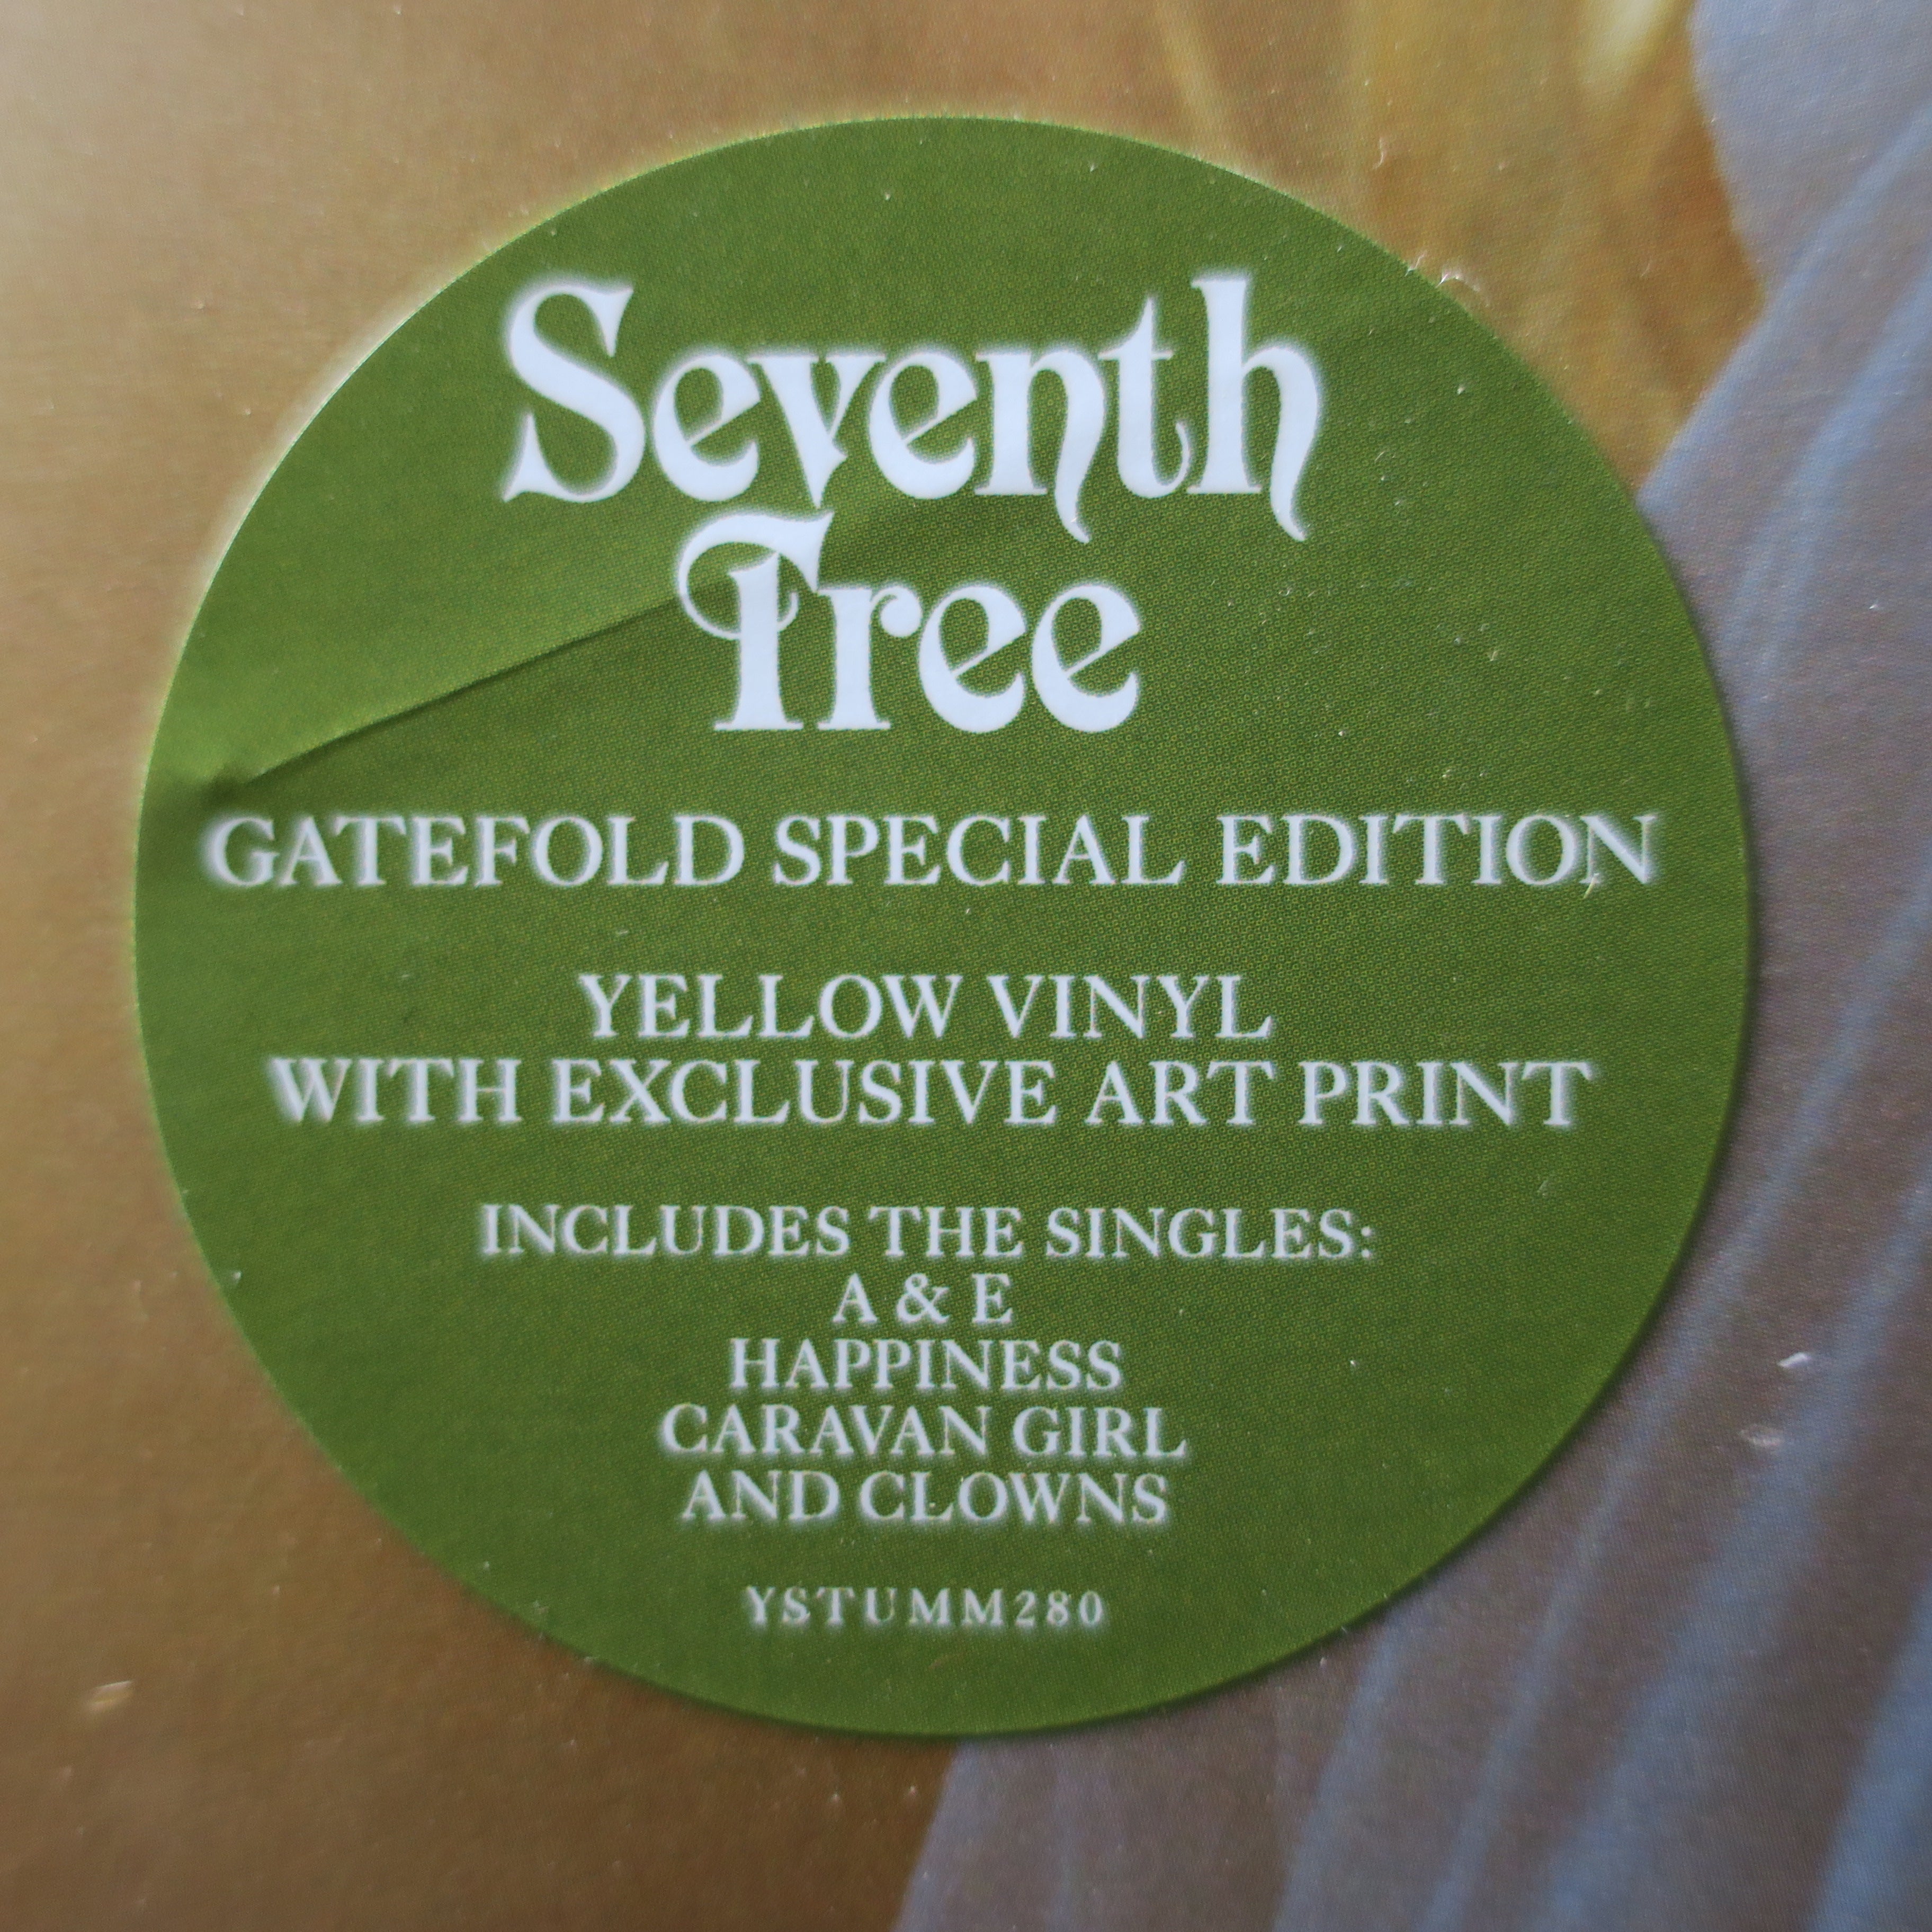 Seventh
Tree
GATEFOLD SPECIAL EDITION
YELLOW VINYL
WITH EXCLUSIVE ART PRINT
INCLUDES THE SINGLES:
A & E
HAPPINESS
CARAVAN GIRL
AND CLOWNS
YSTUMM280